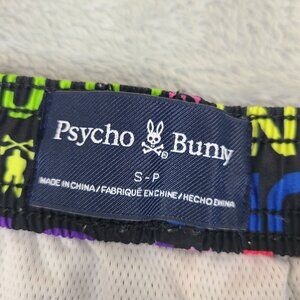 Psycho Bunny
S-P
MADE IN CHINA / FABRIQUÉ EN CHINE / HECHO EN CHINA